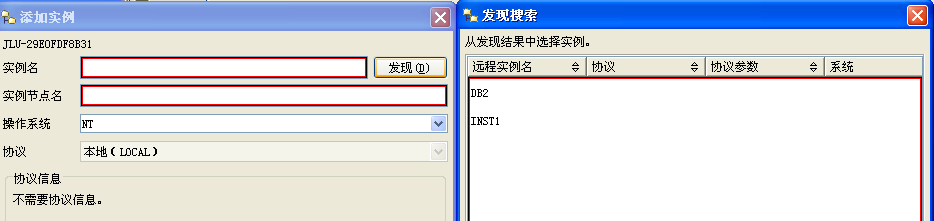 添加实例
JLU-29E0FDF8B31
实例名
发现(D)
实例节点名
操作系统
NT
协议
本地(LOCAL)
协议信息
不需要协议信息。
发现搜索
从发现结果中选择实例。
远程实例名 协议 协议参数 系统
DB2
INST1